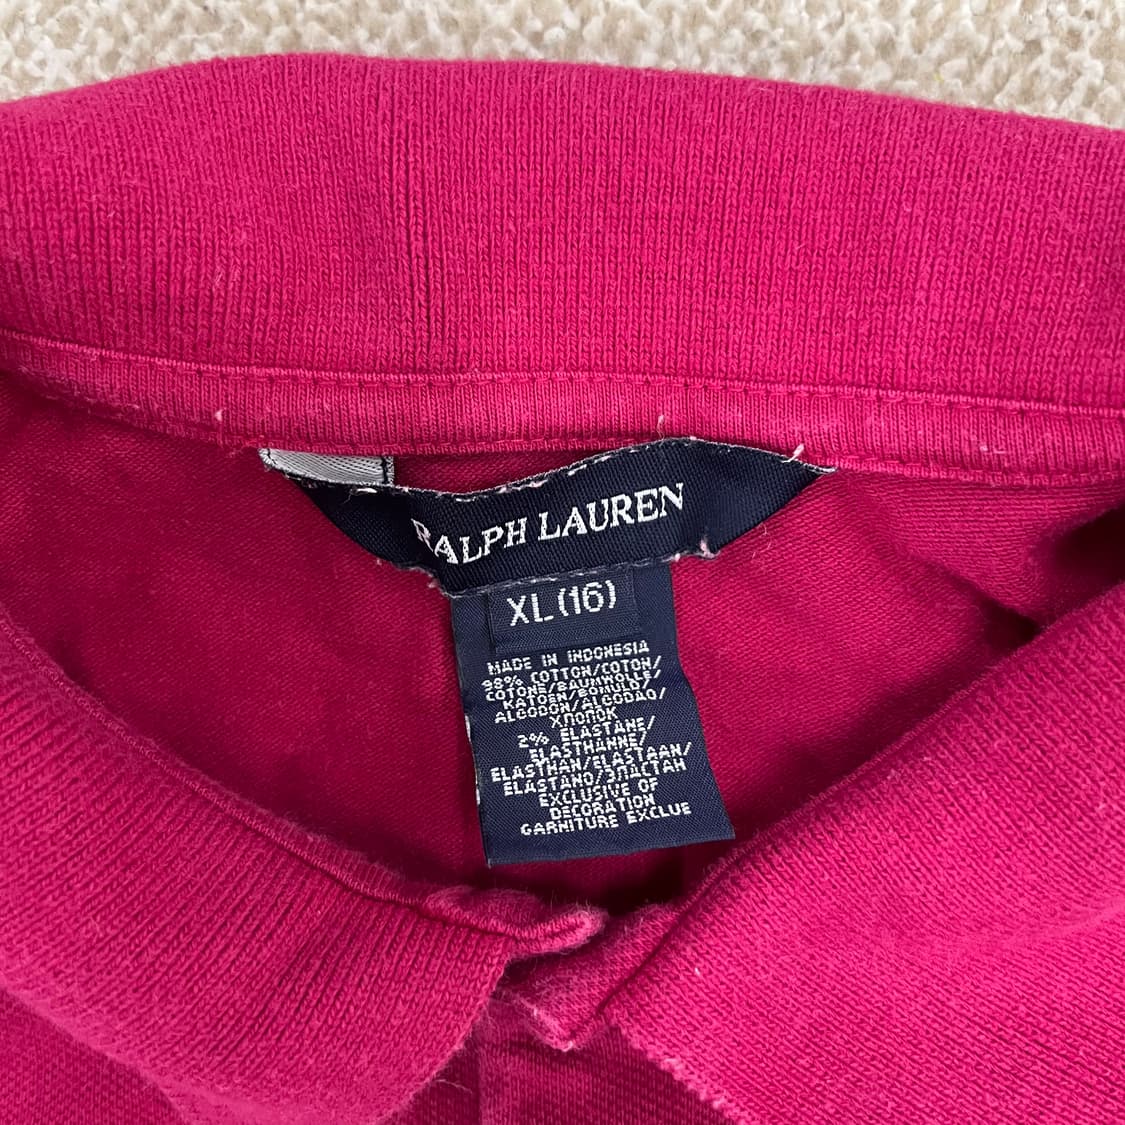 RALPH LAUREN
XL (16)
MADE IN INDONESIA
98% COTTON/COTON/
COTONE/BAUMWOLLE/
KATOEN/BOMULD/
ALGODON/ALGODAO/
ХЛОПОК
2% ELASTANE/
ELASTHANNE/
ELASTHAN/ELASTAAN/
ELASTANO/ЭЛАСТАН
EXCLUSIVE OF
DECORATION
GARNITURE EXCLUE